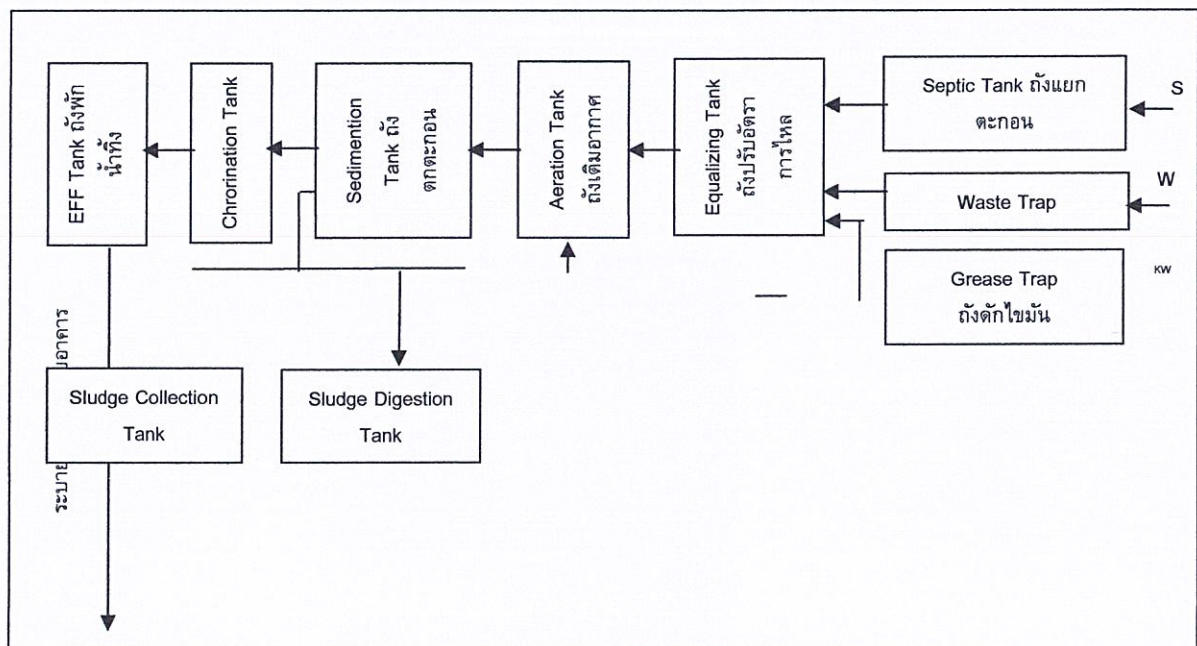 EFF Tank ถังพัก
น้ำทิ้ง
Chrorination Tank
Sedimention
Tank ถัง
ตกตะกอน
Aeration Tank
ถังเติมอากาศ
Equalizing Tank
ถังปรับอัตรา
การไหล
Septic Tank ถังแยก
ตะกอน
S
Waste Trap
W
Grease Trap
ถังดักไขมัน
KW
ระบาย
บอาคาร
Sludge Collection
Tank
Sludge Digestion
Tank